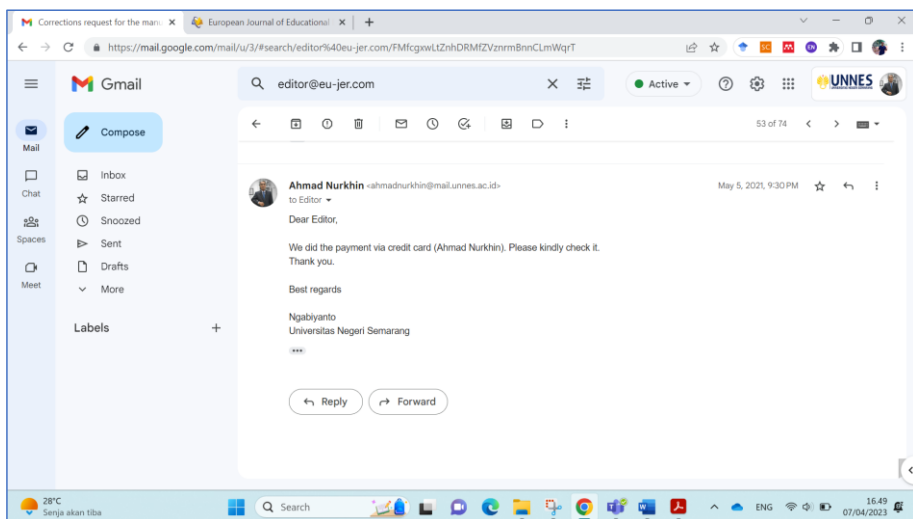 Corrections request for the manu
European Journal of Educational
https://mail.google.com/mail/u/3/#search/editor%40eu-jer.com/FMfcgxwLtZnhDRMfZVznrmBnnCLmWqrT
Gmail
editor@eu-jer.com
Active
UNNES
Mail
Compose
53 of 74
Inbox
Chat
Starred
Ahmad Nurkhin <ahmadnurkhin@mail.unnes.ac.id>
May 5, 2021, 9:30 PM
to Editor
Snoozed
Dear Editor,
Spaces
Sent
We did the payment via credit card (Ahmad Nurkhin). Please kindly check it.
Thank you.
Meet
Drafts
More
Best regards
Labels
Ngabiyanto
Universitas Negeri Semarang
Reply
Forward
28°C
Senja akan tiba
Search
ENG
16.49
07/04/2023